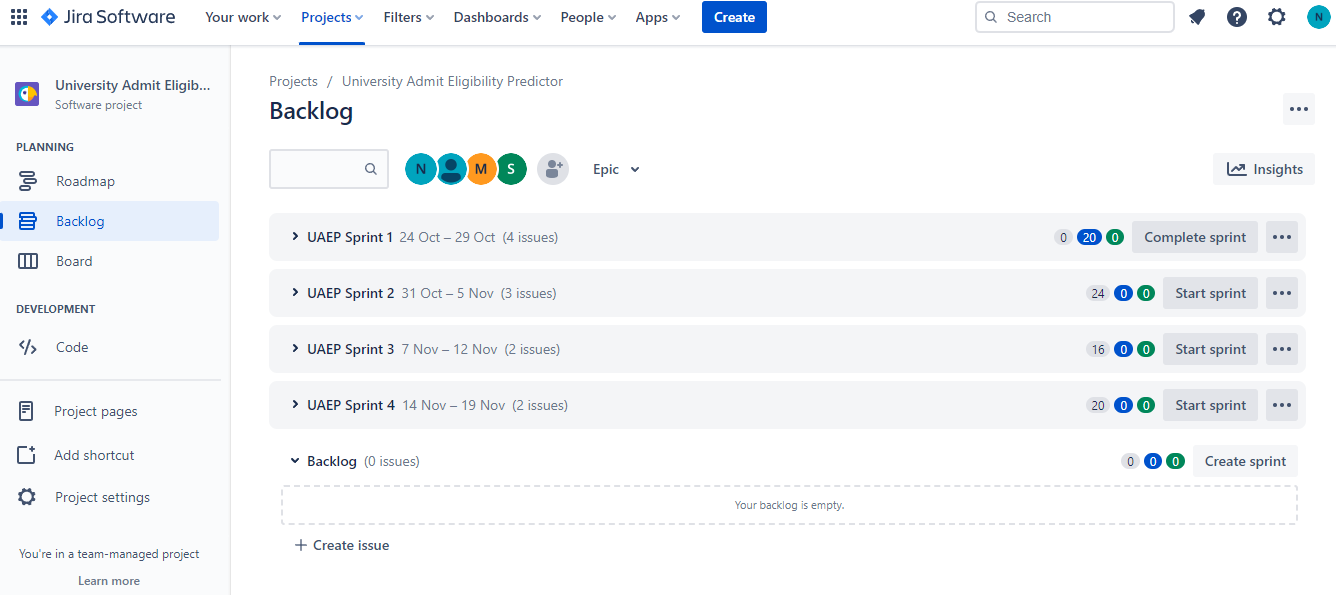 Jira Software Your work Projects Filters Dashboards People Apps Create Search N
University Admit Eligib...
Software project
PLANNING
Roadmap
Backlog
Board
DEVELOPMENT
Code
Project pages
Add shortcut
Project settings
You're in a team-managed project
Learn more
Projects / University Admit Eligibility Predictor
Backlog
N M S Epic Insights
UAEP Sprint 1 24 Oct – 29 Oct (4 issues) 0 20 0 Complete sprint
UAEP Sprint 2 31 Oct – 5 Nov (3 issues) 24 0 0 Start sprint
UAEP Sprint 3 7 Nov – 12 Nov (2 issues) 16 0 0 Start sprint
UAEP Sprint 4 14 Nov – 19 Nov (2 issues) 20 0 0 Start sprint
Backlog (0 issues) 0 0 0 Create sprint
Your backlog is empty.
+ Create issue